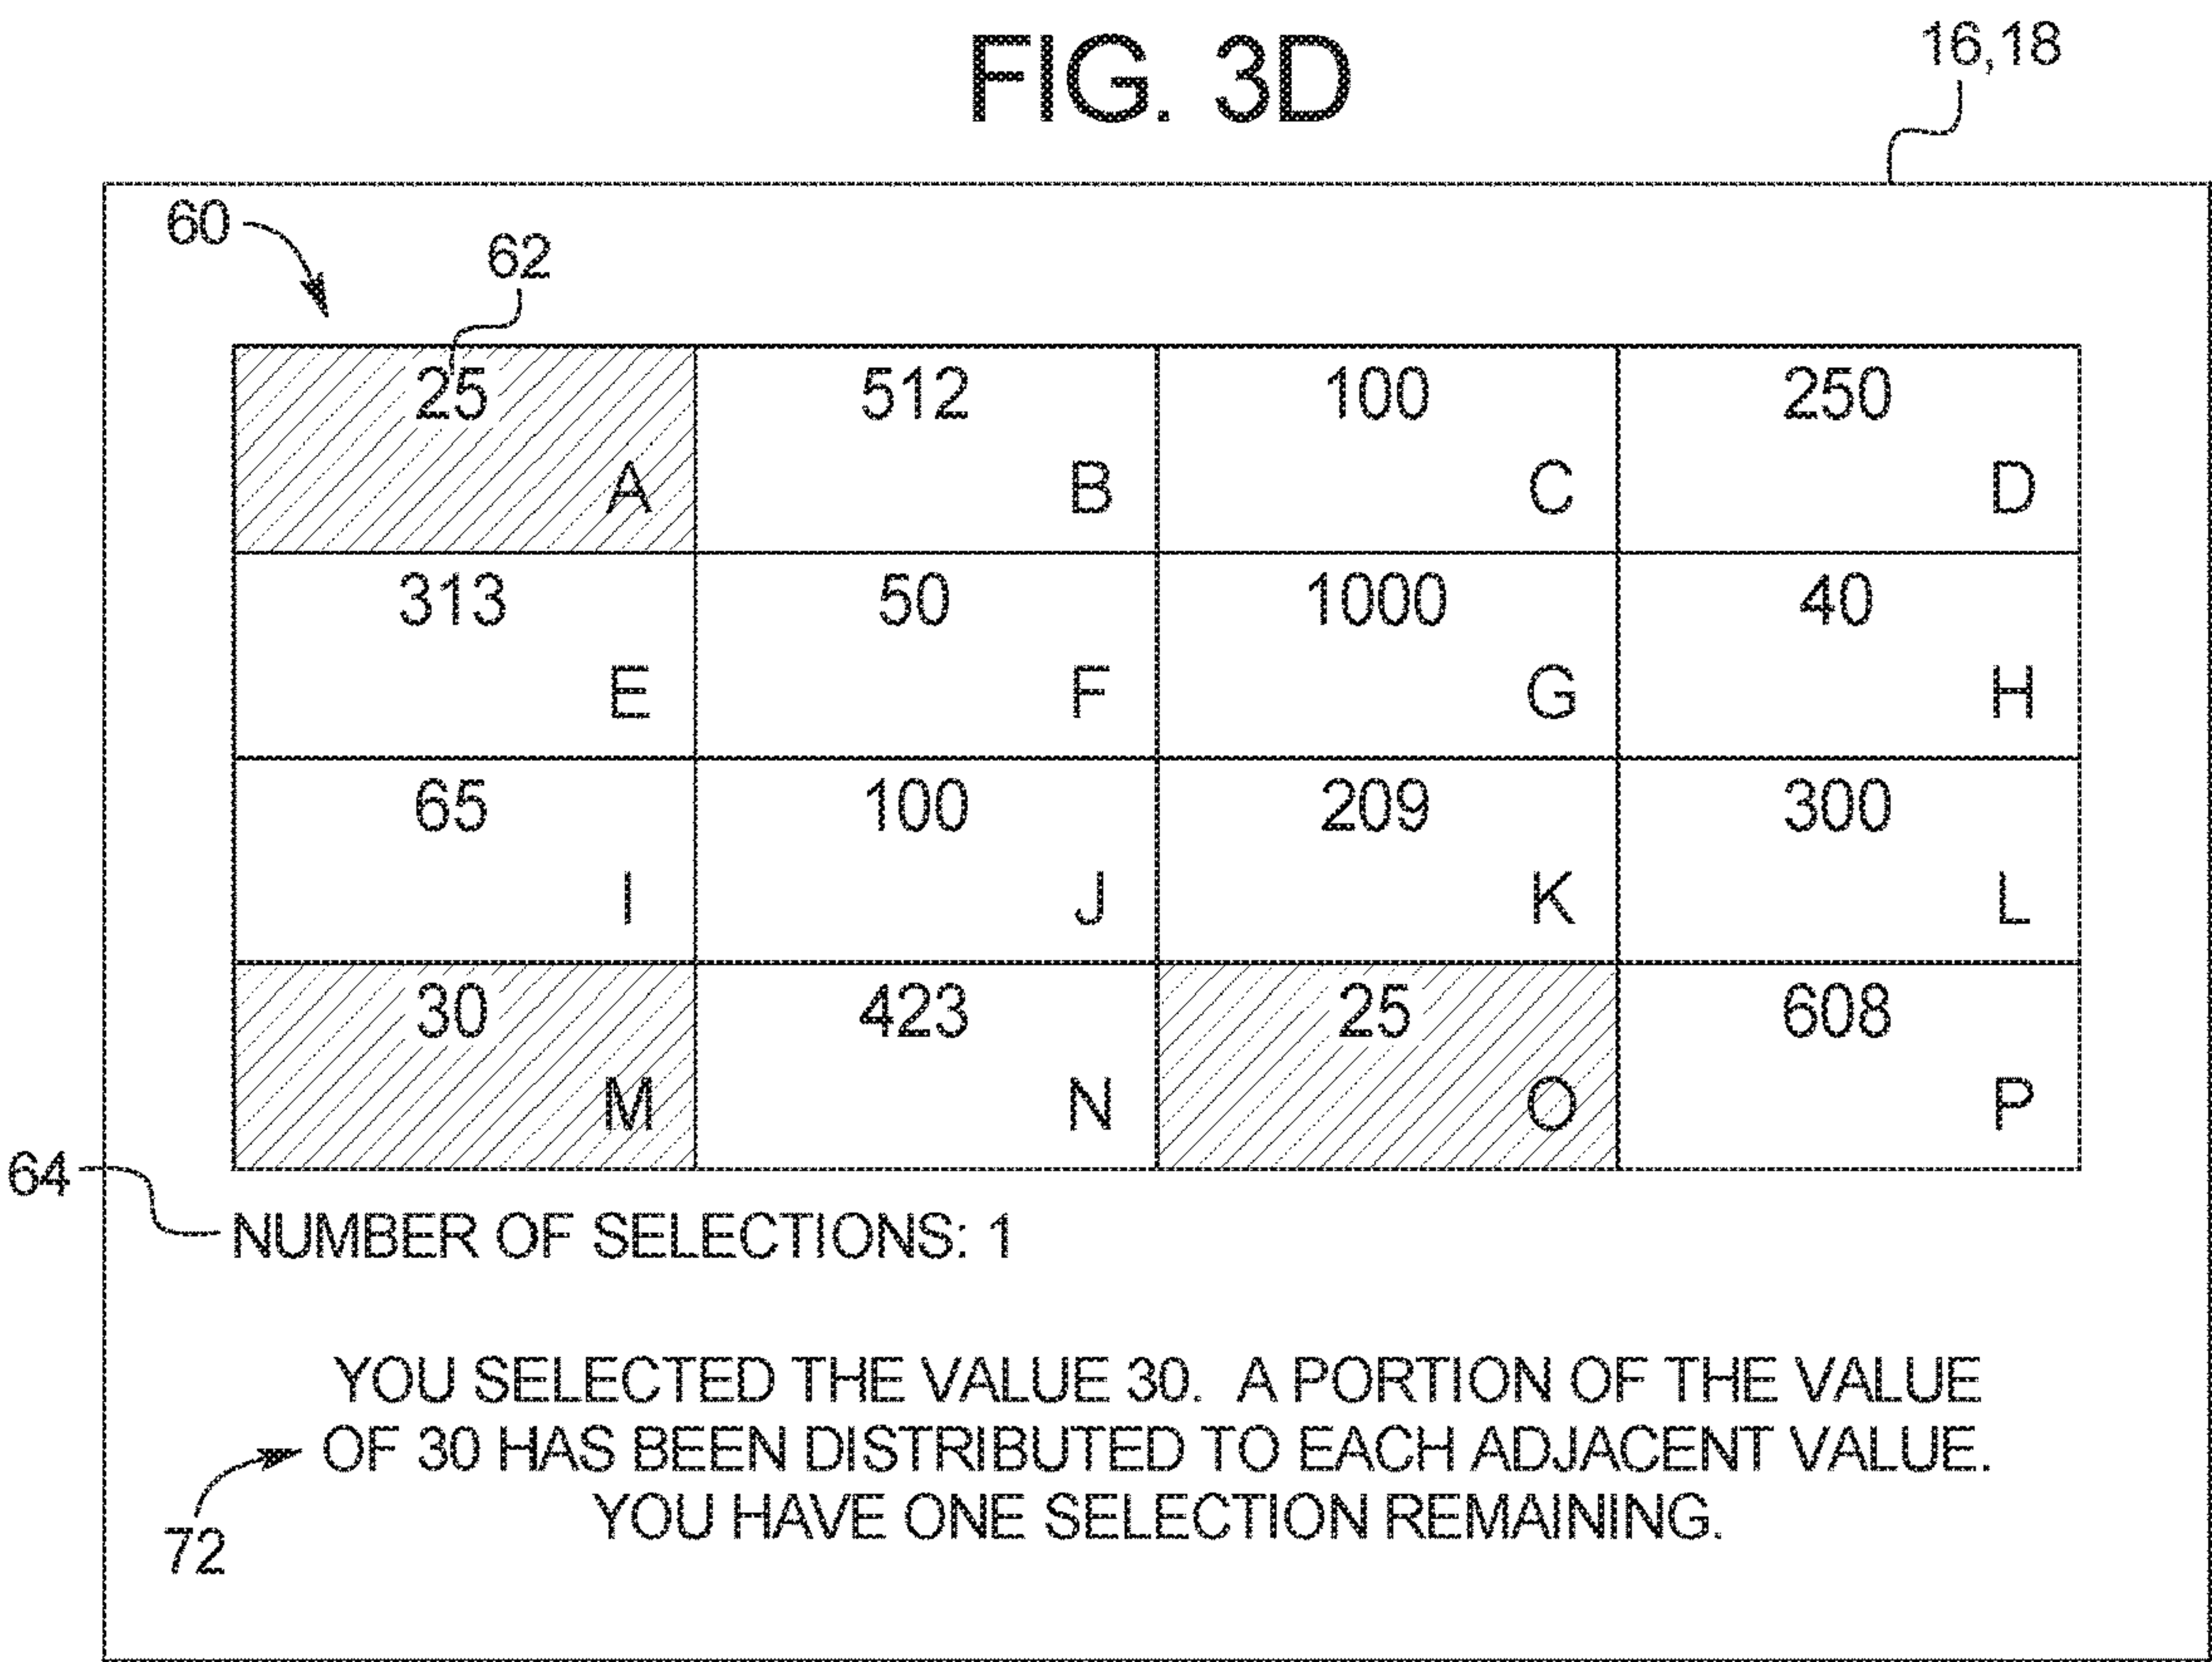 FIG. 3D
16,18
60
62
25 512 100 250
A B C D
313 50 1000 40
E F G H
65 100 209 300
I J K L
30 423 25 608
M N O P
64
NUMBER OF SELECTIONS: 1
YOU SELECTED THE VALUE 30. A PORTION OF THE VALUE
OF 30 HAS BEEN DISTRIBUTED TO EACH ADJACENT VALUE.
YOU HAVE ONE SELECTION REMAINING.
72